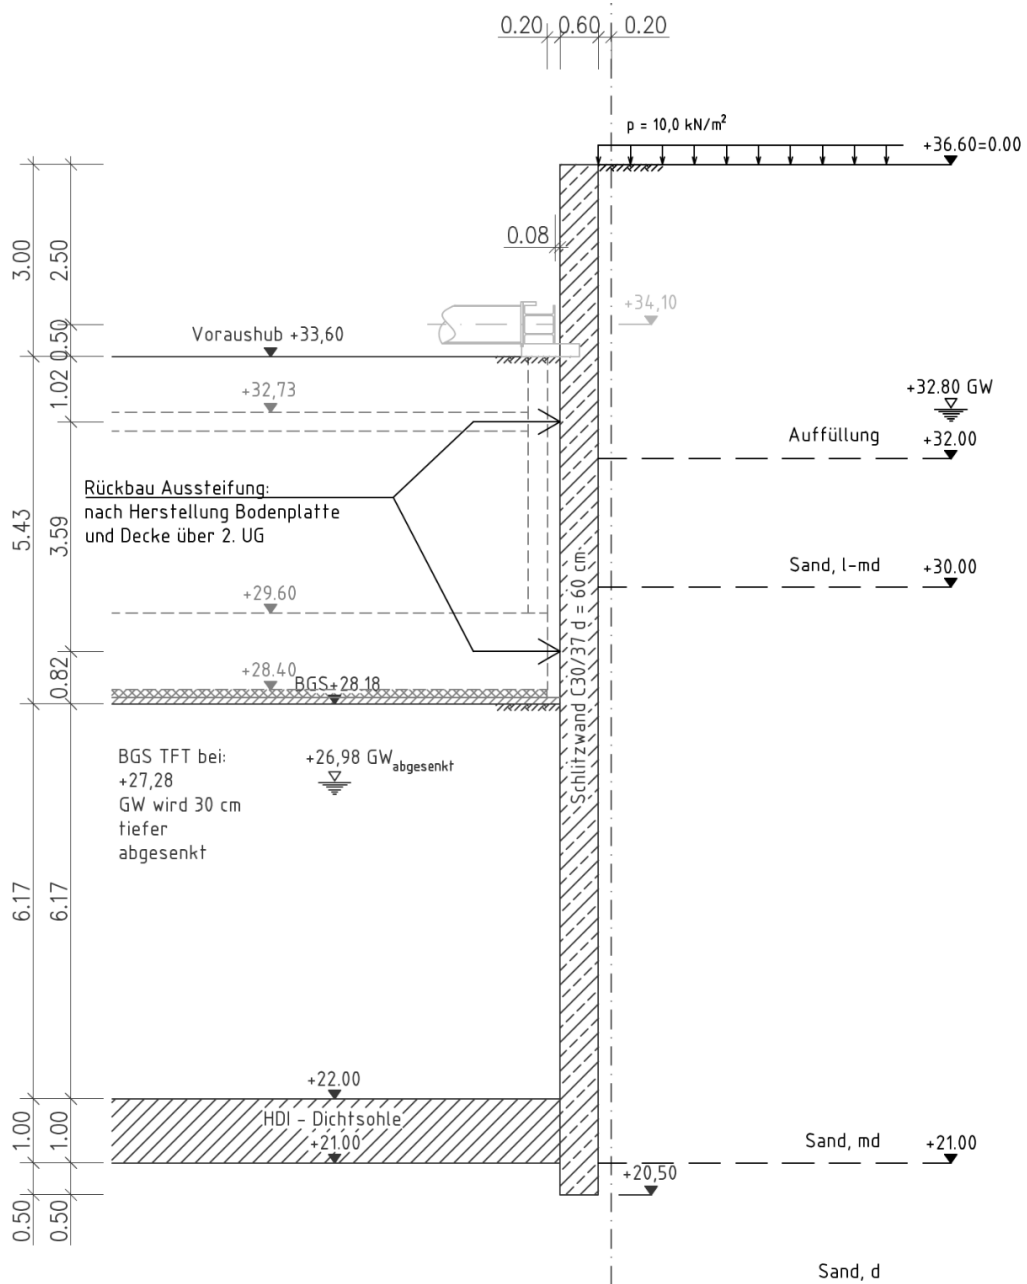 0.20 0.60 0.20
p = 10,0 kN/m²
+36.60=0.00
0.08
3.00
2.50
+34,10
Voraushub +33,60
0.50
+32,73
1.02
+32.80 GW
Auffüllung
+32.00
Rückbau Aussteifung:
nach Herstellung Bodenplatte
und Decke über 2. UG
5.43
3.59
Sand, l-md
+30.00
+29.60
Schlitzwand C30/37 d = 60 cm
+28.40
0.82
BGS+28.18
BGS TFT bei:
+27,28
GW wird 30 cm
tiefer
abgesenkt
+26,98 GWabgesenkt
6.17
6.17
+22.00
HDI - Dichtsohle
+21.00
1.00
1.00
Sand, md
+21.00
+20,50
0.50
0.50
Sand, d